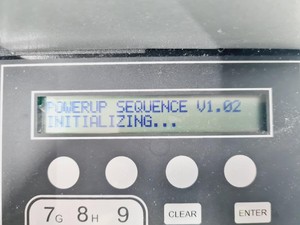 POWERUP SEQUENCE V1.02
INITIALIZING...
7G 8H 9 CLEAR ENTER